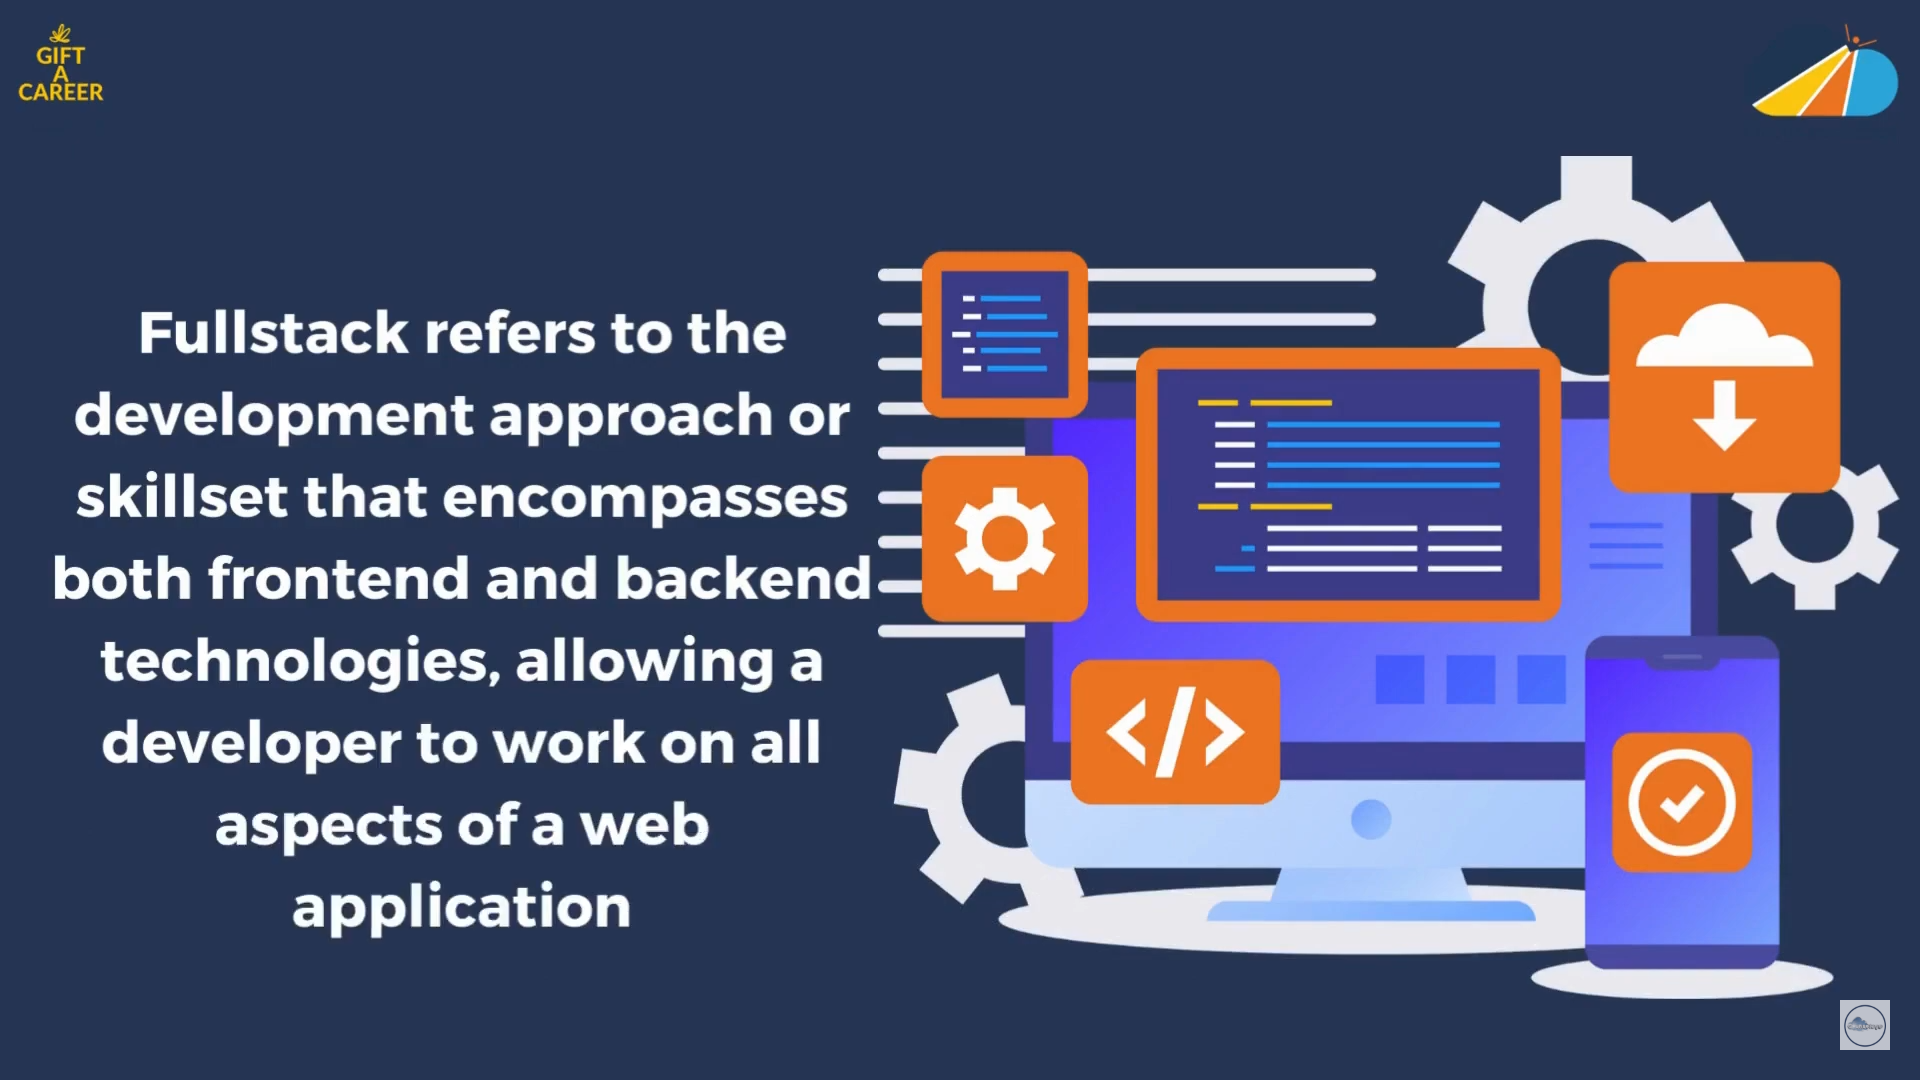 GIFT
A
CAREER
Fullstack refers to the
development approach or
skillset that encompasses
both frontend and backend
technologies, allowing a
developer to work on all
aspects of a web
application
</>